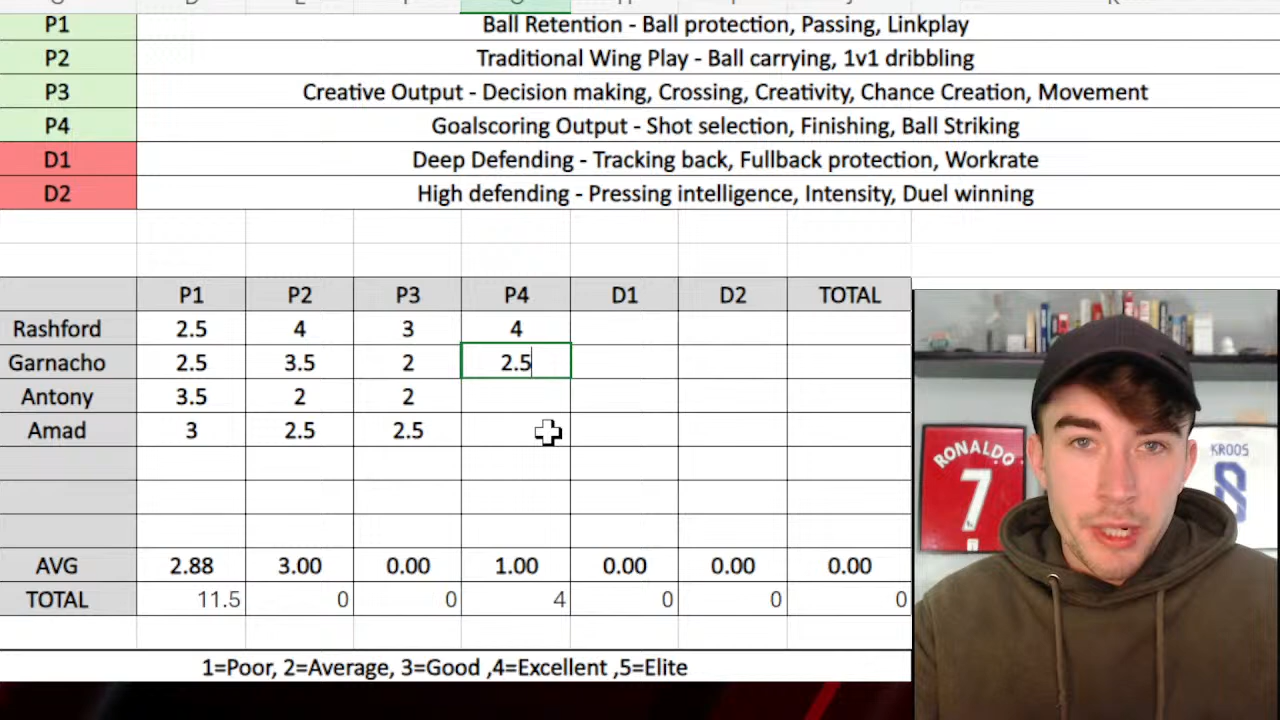 P1 Ball Retention - Ball protection, Passing, Linkplay
P2 Traditional Wing Play - Ball carrying, 1v1 dribbling
P3 Creative Output - Decision making, Crossing, Creativity, Chance Creation, Movement
P4 Goalscoring Output - Shot selection, Finishing, Ball Striking
D1 Deep Defending - Tracking back, Fullback protection, Workrate
D2 High defending - Pressing intelligence, Intensity, Duel winning
P1 P2 P3 P4 D1 D2 TOTAL
Rashford 2.5 4 3 4
Garnacho 2.5 3.5 2 2.5
Antony 3.5 2 2
Amad 3 2.5 2.5
AVG 2.88 3.00 0.00 1.00 0.00 0.00 0.00
TOTAL 11.5 0 0 4 0 0 0
1=Poor, 2=Average, 3=Good ,4=Excellent ,5=Elite
RONALDO
7
KROOS
8